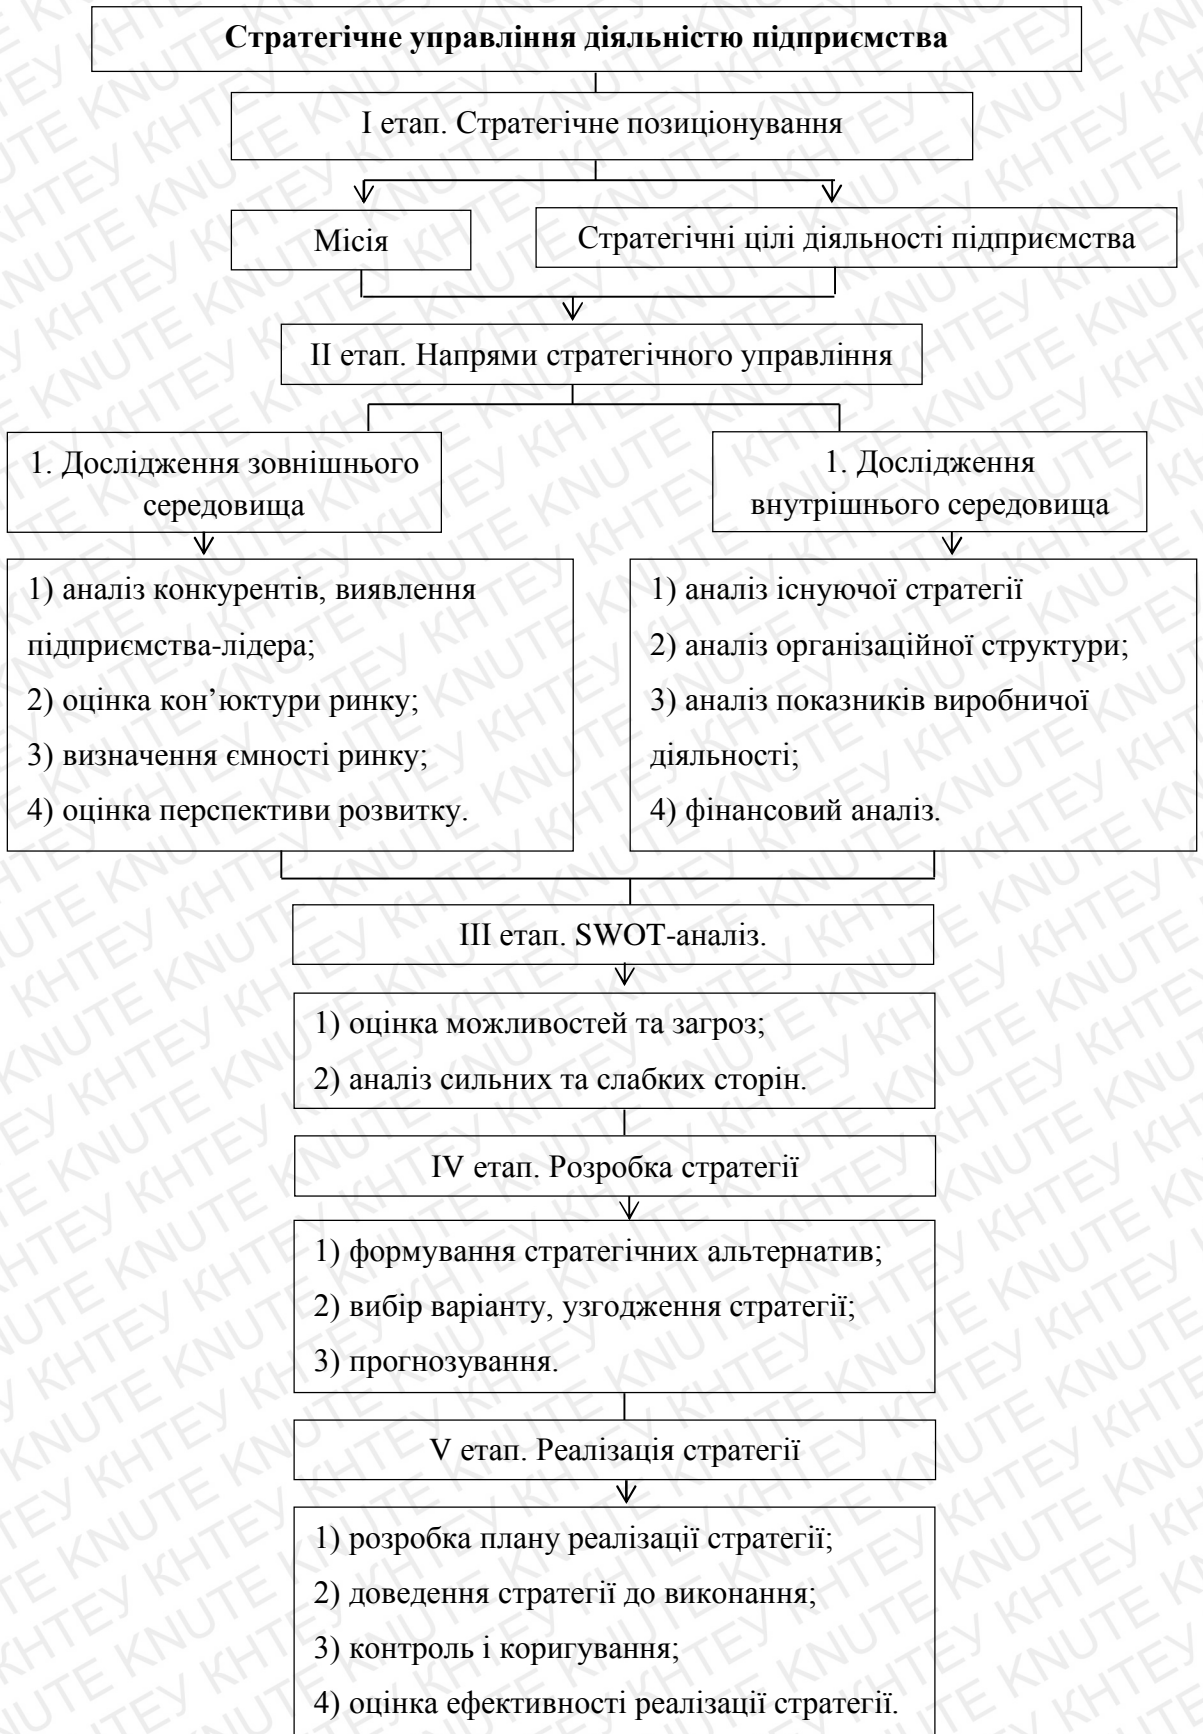 Стратегічне управління діяльністю підприємства
І етап. Стратегічне позиціонування
Місія
Стратегічні цілі діяльності підприємства
ІІ етап. Напрями стратегічного управління
1. Дослідження зовнішнього
середовища
1. Дослідження
внутрішнього середовища
1) аналіз конкурентів, виявлення
підприємства-лідера;
2) оцінка кон’юктури ринку;
3) визначення ємності ринку;
4) оцінка перспективи розвитку.
1) аналіз існуючої стратегії
2) аналіз організаційної структури;
3) аналіз показників виробничої
діяльності;
4) фінансовий аналіз.
ІІІ етап. SWOT-аналіз.
1) оцінка можливостей та загроз;
2) аналіз сильних та слабких сторін.
IV етап. Розробка стратегії
1) формування стратегічних альтернатив;
2) вибір варіанту, узгодження стратегії;
3) прогнозування.
V етап. Реалізація стратегії
1) розробка плану реалізації стратегії;
2) доведення стратегії до виконання;
3) контроль і коригування;
4) оцінка ефективності реалізації стратегії.